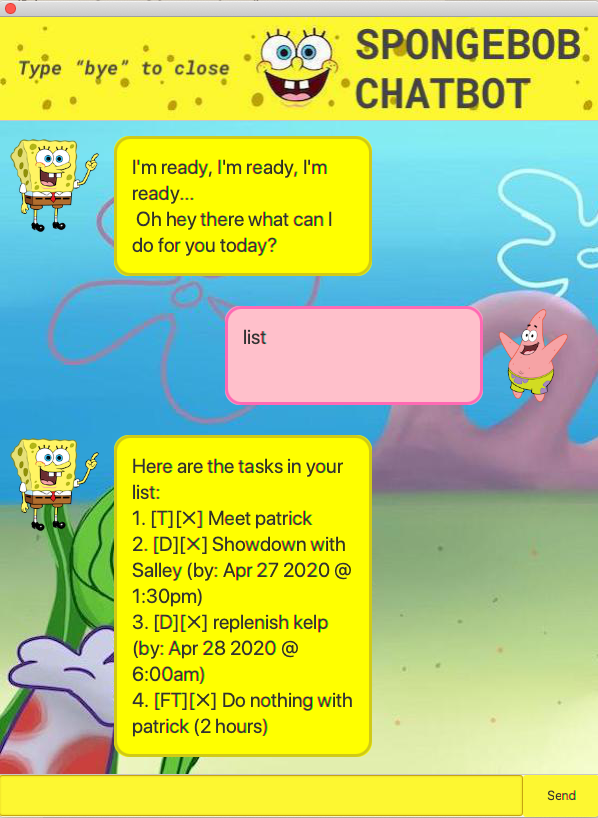 Type “bye” to close
SPONGEBOB
CHATBOT
I'm ready, I'm ready, I'm
ready...
Oh hey there what can I
do for you today?
list
Here are the tasks in your
list:
1. [T][✕] Meet patrick
2. [D][✕] Showdown with
Salley (by: Apr 27 2020 @
1:30pm)
3. [D][✕] replenish kelp
(by: Apr 28 2020 @
6:00am)
4. [FT][✕] Do nothing with
patrick (2 hours)
Send